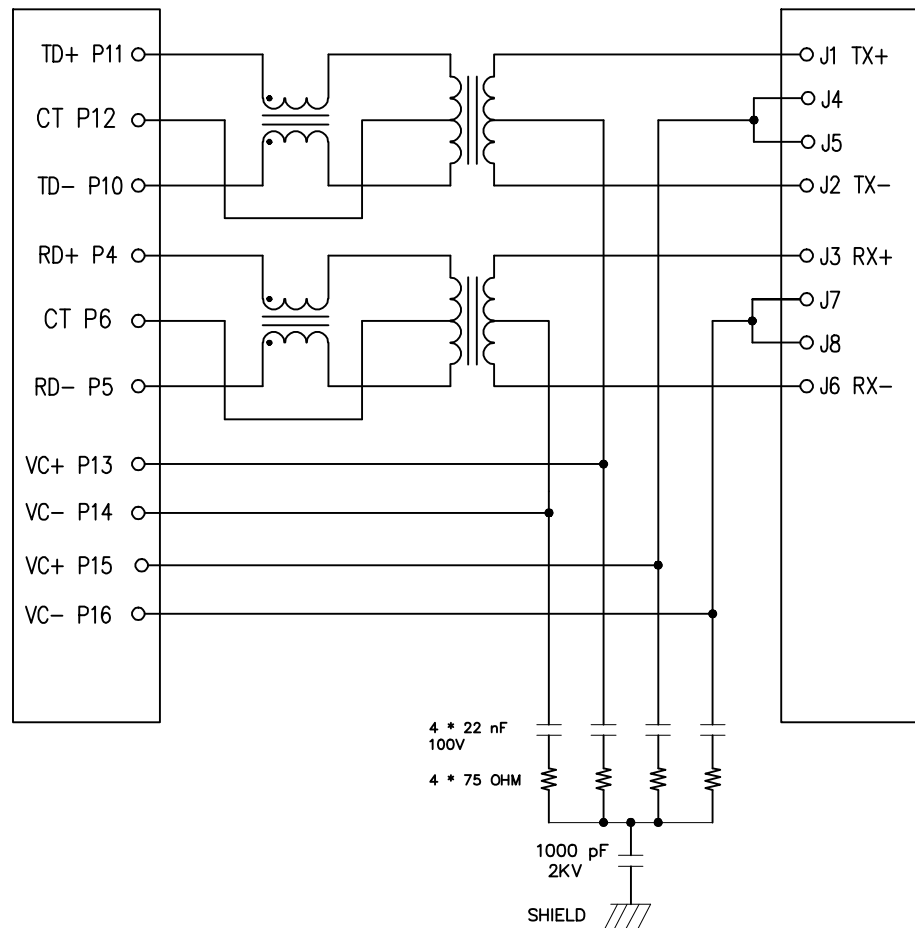 TD+ P11
CT P12
TD- P10
RD+ P4
CT P6
RD- P5
VC+ P13
VC- P14
VC+ P15
VC- P16
J1 TX+
J4
J5
J2 TX-
J3 RX+
J7
J8
J6 RX-
4 * 22 nF
100V
4 * 75 OHM
1000 pF
2KV
SHIELD